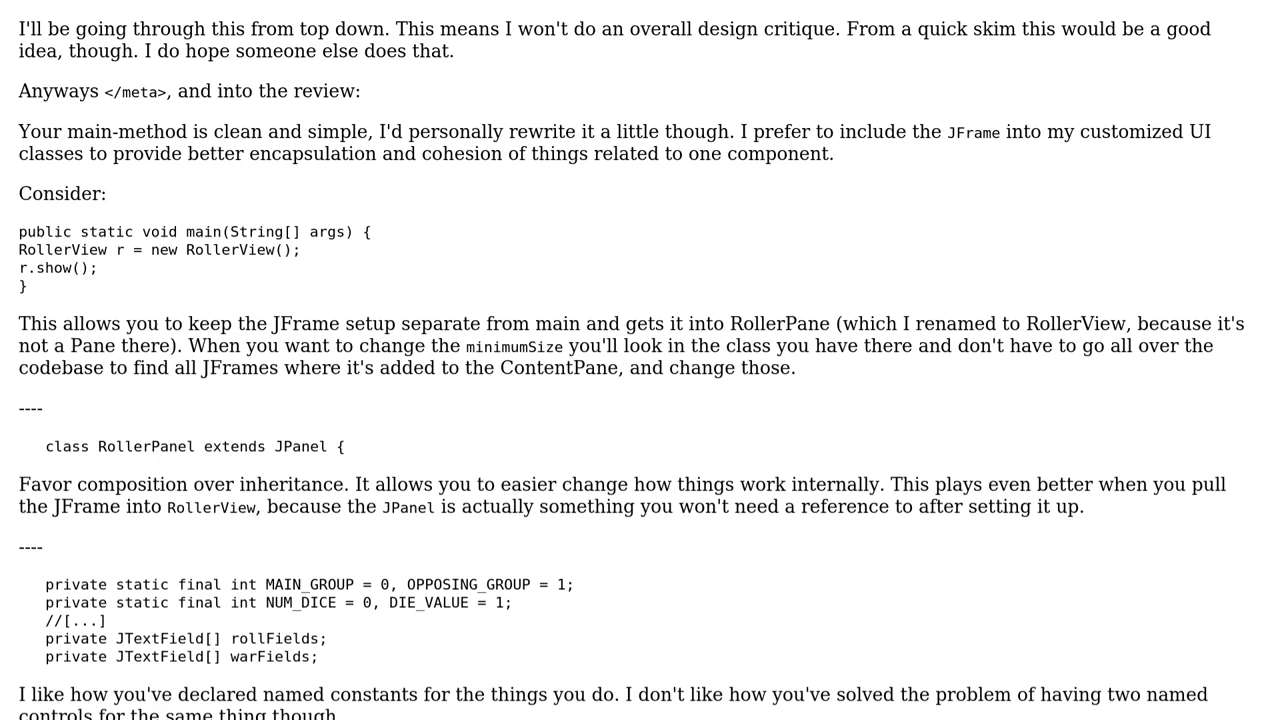 I'll be going through this from top down. This means I won't do an overall design critique. From a quick skim this would be a good
idea, though. I do hope someone else does that.
Anyways </meta>, and into the review:
Your main-method is clean and simple, I'd personally rewrite it a little though. I prefer to include the JFrame into my customized UI
classes to provide better encapsulation and cohesion of things related to one component.
Consider:
public static void main(String[] args) {
RollerView r = new RollerView();
r.show();
}
This allows you to keep the JFrame setup separate from main and gets it into RollerPane (which I renamed to RollerView, because it's
not a Pane there). When you want to change the minimumSize you'll look in the class you have there and don't have to go all over the
codebase to find all JFrames where it's added to the ContentPane, and change those.
----
class RollerPanel extends JPanel {
Favor composition over inheritance. It allows you to easier change how things work internally. This plays even better when you pull
the JFrame into RollerView, because the JPanel is actually something you won't need a reference to after setting it up.
----
private static final int MAIN_GROUP = 0, OPPOSING_GROUP = 1;
private static final int NUM_DICE = 0, DIE_VALUE = 1;
//[...]
private JTextField[] rollFields;
private JTextField[] warFields;
I like how you've declared named constants for the things you do. I don't like how you've solved the problem of having two named
controls for the same thing though